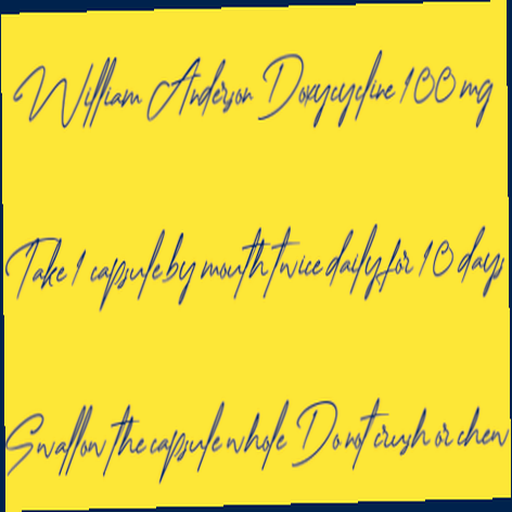 William Anderson Doxycycline 100 mg
Take 1 capsule by mouth twice daily for 10 days
Swallow the capsule whole Do not crush or chew